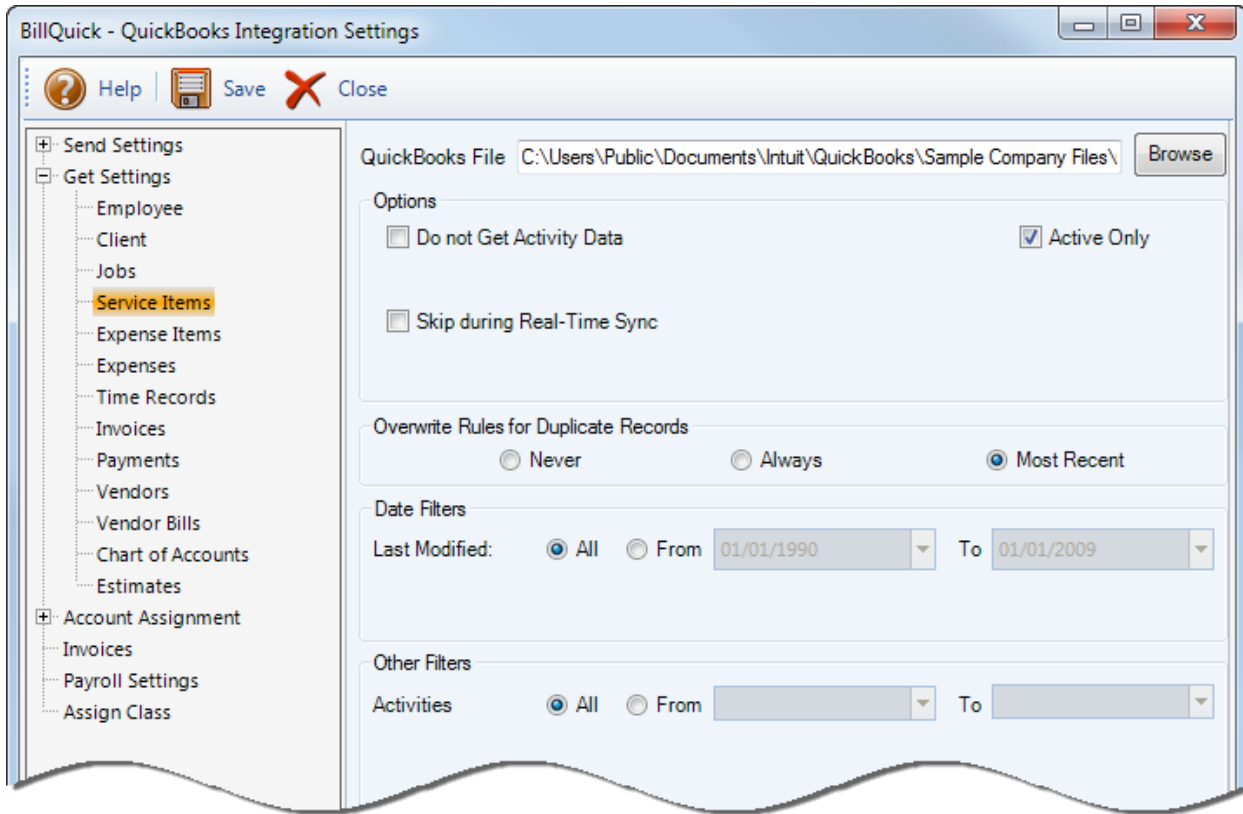 BillQuick - QuickBooks Integration Settings
Help Save Close
Send Settings
Get Settings
Employee
Client
Jobs
Service Items
Expense Items
Expenses
Time Records
Invoices
Payments
Vendors
Vendor Bills
Chart of Accounts
Estimates
Account Assignment
Invoices
Payroll Settings
Assign Class
QuickBooks File C:\Users\Public\Documents\Intuit\QuickBooks\Sample Company Files\ Browse
Options
Do not Get Activity Data Active Only
Skip during Real-Time Sync
Overwrite Rules for Duplicate Records
Never Always Most Recent
Date Filters
Last Modified: All From 01/01/1990 To 01/01/2009
Other Filters
Activities All From To